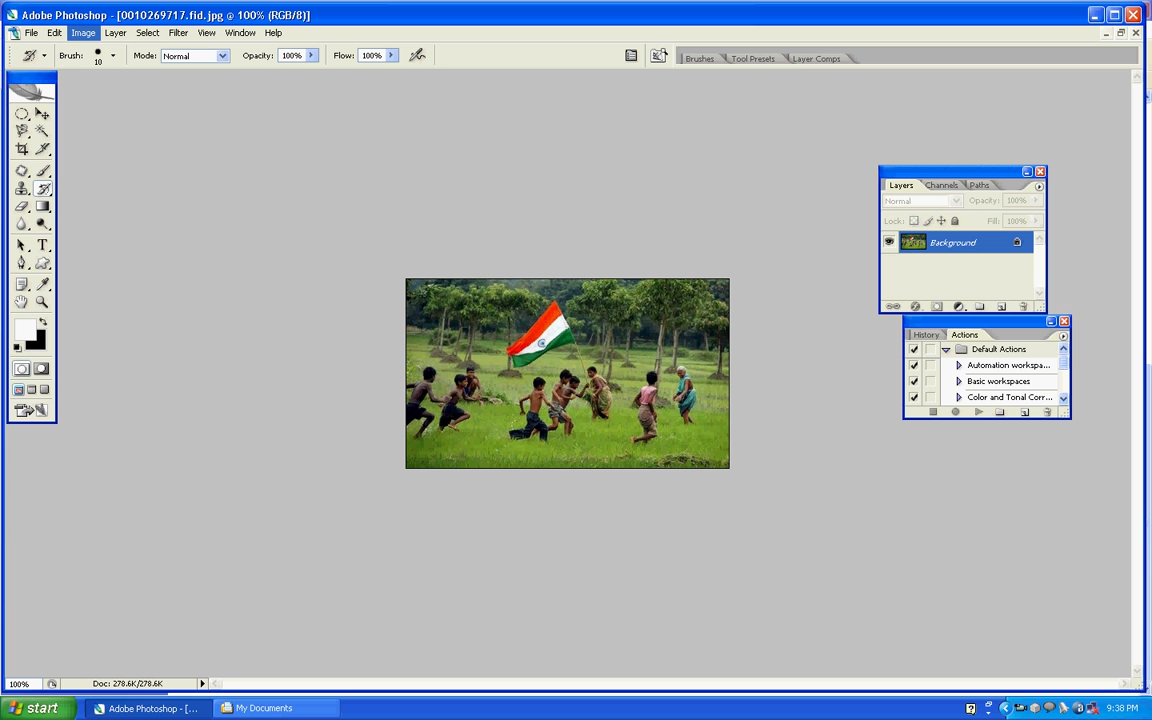 Adobe Photoshop - [0010269717.fid.jpg @ 100% (RGB/8)]
File Edit Image Layer Select Filter View Window Help
Brush: 10 Mode: Normal Opacity: 100% Flow: 100% Brushes Tool Presets Layer Comps
Layers Channels Paths
Normal Opacity: 100%
Lock: Fill: 100%
Background
History Actions
Default Actions
Automation workspa...
Basic workspaces
Color and Tonal Corr...
T
100% Doc: 278.6K/278.6K
start Adobe Photoshop - [... My Documents 9:38 PM